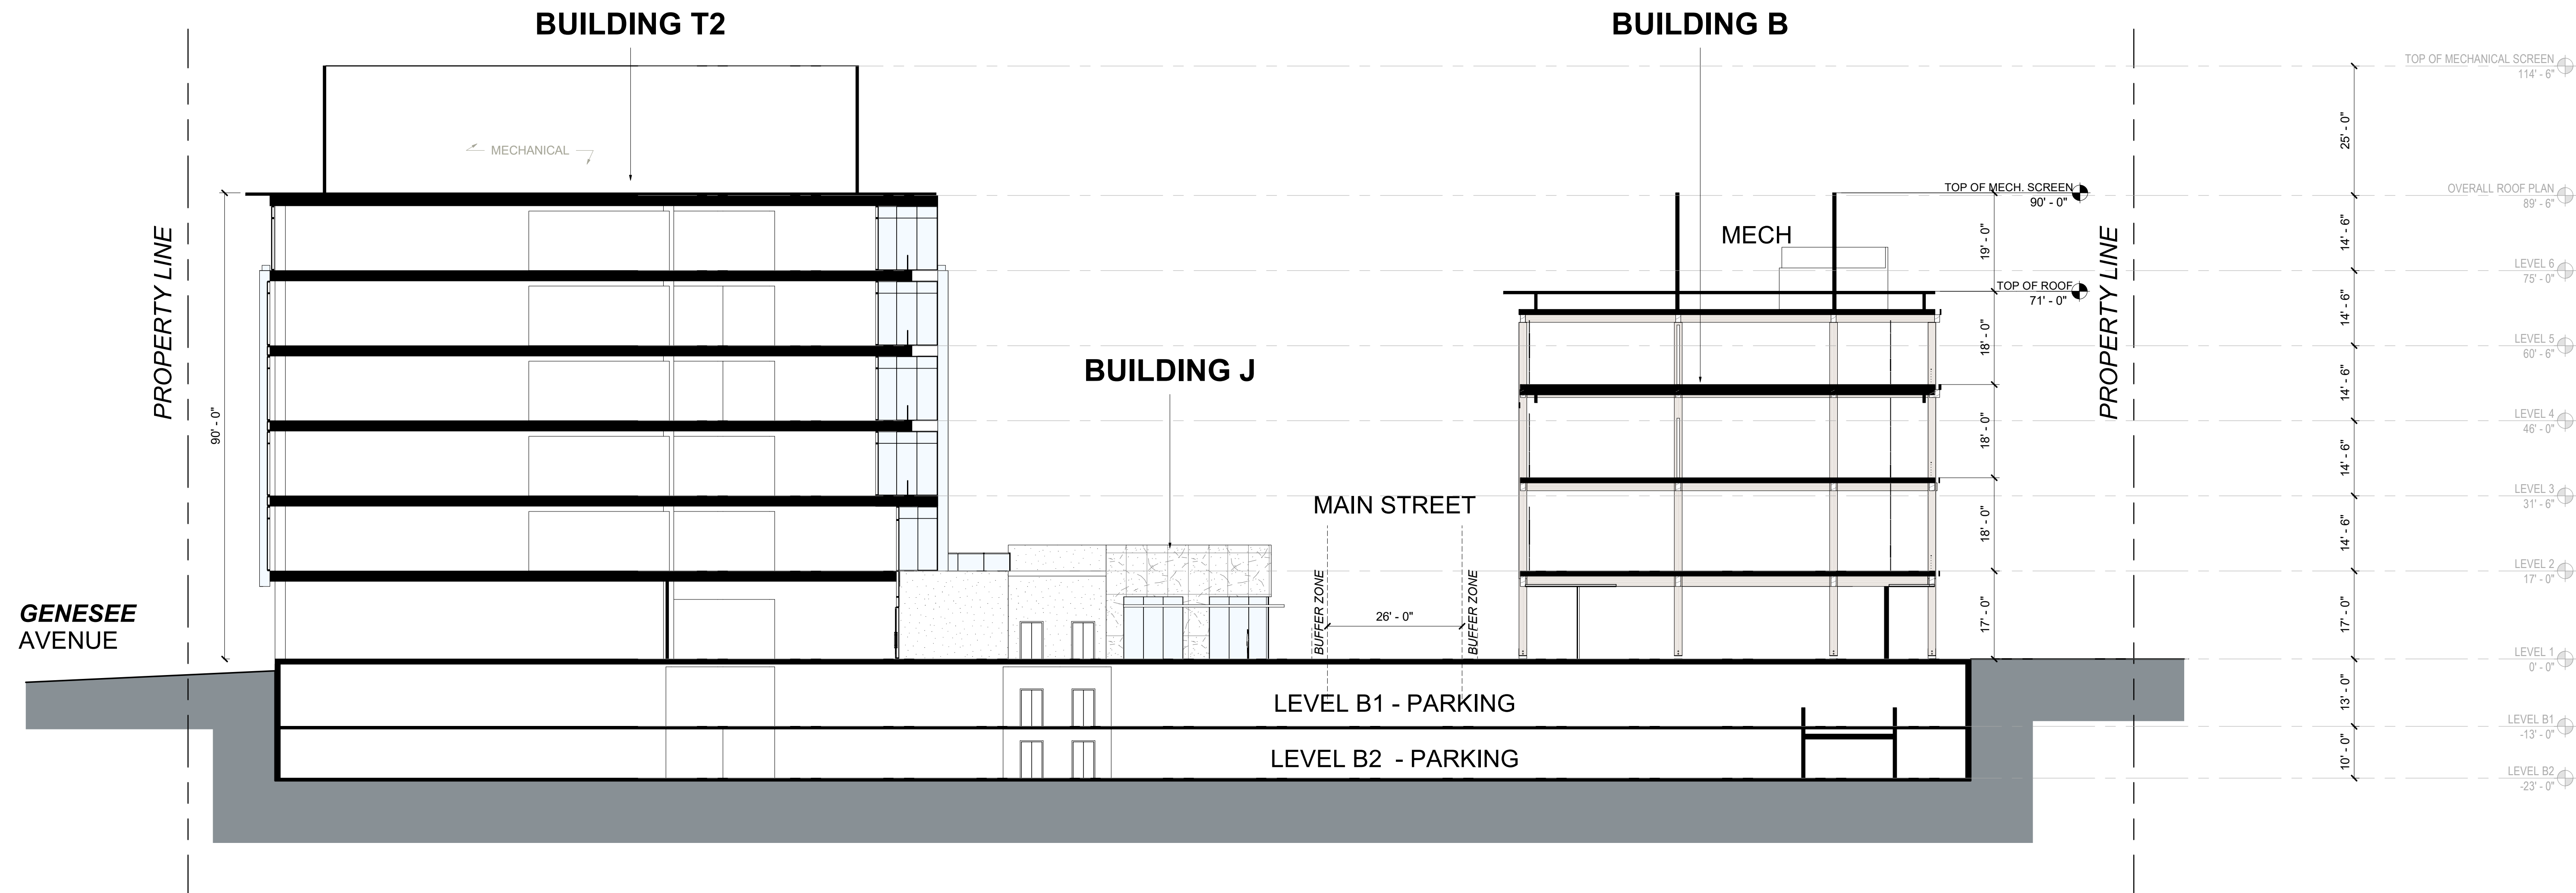 BUILDING T2
BUILDING B
TOP OF MECHANICAL SCREEN
114' - 6"
25' - 0"
MECHANICAL
TOP OF MECH. SCREEN
90' - 0"
OVERALL ROOF PLAN
89' - 6"
PROPERTY LINE
MECH
19' - 0"
PROPERTY LINE
14' - 6"
LEVEL 6
75' - 0"
TOP OF ROOF
71' - 0"
14' - 6"
18' - 0"
LEVEL 5
60' - 6"
BUILDING J
14' - 6"
90' - 0"
LEVEL 4
46' - 0"
18' - 0"
14' - 6"
LEVEL 3
31' - 6"
MAIN STREET
18' - 0"
14' - 6"
LEVEL 2
17' - 0"
GENESEE
AVENUE
BUFFER ZONE
26' - 0"
BUFFER ZONE
17' - 0"
17' - 0"
LEVEL 1
0' - 0"
LEVEL B1 - PARKING
13' - 0"
LEVEL B1
-13' - 0"
LEVEL B2 - PARKING
10' - 0"
LEVEL B2
-23' - 0"